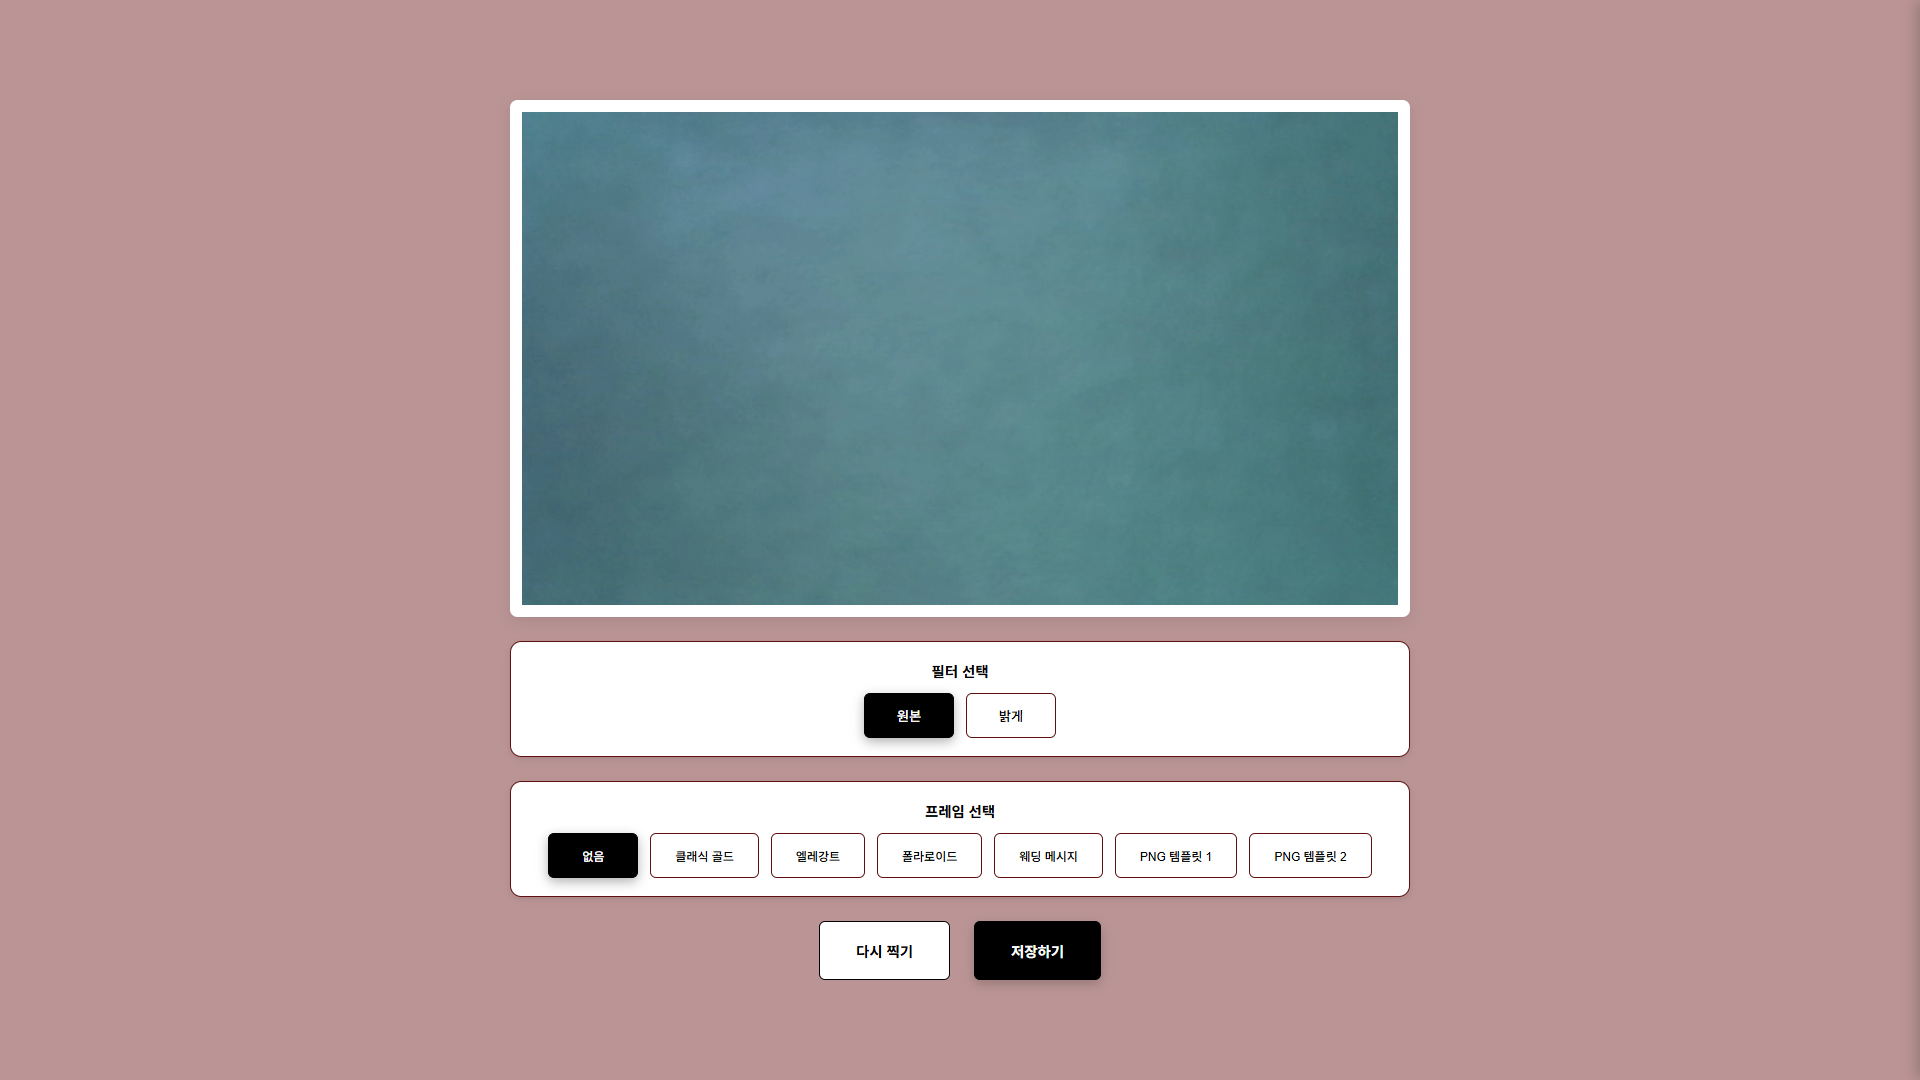 필터 선택
원본
밝게
프레임 선택
없음
클래식 골드
엘레강트
폴라로이드
웨딩 메시지
PNG 템플릿 1
PNG 템플릿 2
다시 찍기
저장하기